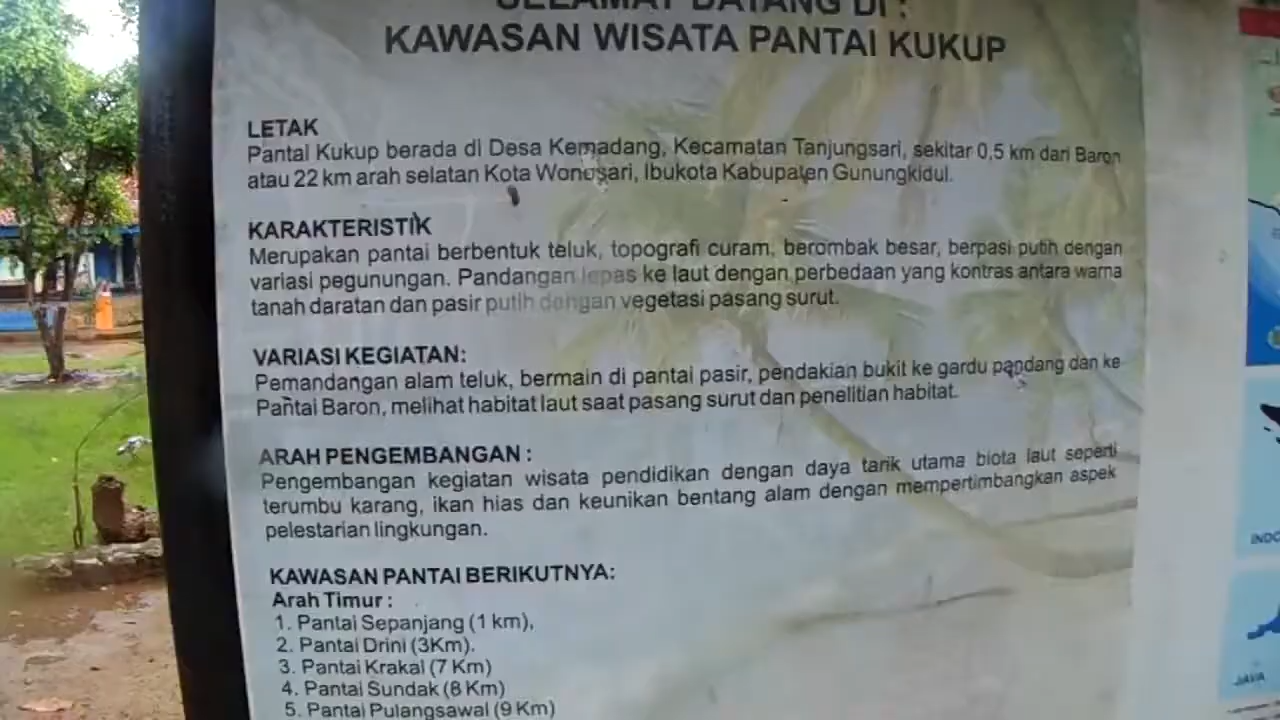 SELAMAT DATANG DI :
KAWASAN WISATA PANTAI KUKUP
LETAK
Pantai Kukup berada di Desa Kemadang, Kecamatan Tanjungsari, sekitar 0,5 km dari Baron
atau 22 km arah selatan Kota Wonosari, Ibukota Kabupaten Gunungkidul.
KARAKTERISTIK
Merupakan pantai berbentuk teluk, topografi curam, berombak besar, berpasi putih dengan
variasi pegunungan. Pandangan lepas ke laut dengan perbedaan yang kontras antara warna
tanah daratan dan pasir putih dengan vegetasi pasang surut.
VARIASI KEGIATAN:
Pemandangan alam teluk, bermain di pantai pasir, pendakian bukit ke gardu pandang dan ke
Pantai Baron, melihat habitat laut saat pasang surut dan penelitian habitat.
ARAH PENGEMBANGAN :
Pengembangan kegiatan wisata pendidikan dengan daya tarik utama biota laut seperti
terumbu karang, ikan hias dan keunikan bentang alam dengan mempertimbangkan aspek
pelestarian lingkungan.
KAWASAN PANTAI BERIKUTNYA:
Arah Timur :
1. Pantai Sepanjang (1 km),
2. Pantai Drini (3Km).
3. Pantai Krakal (7 Km)
4. Pantai Sundak (8 Km)
5. Pantai Pulangsawal (9 Km)
INDO
JAVA